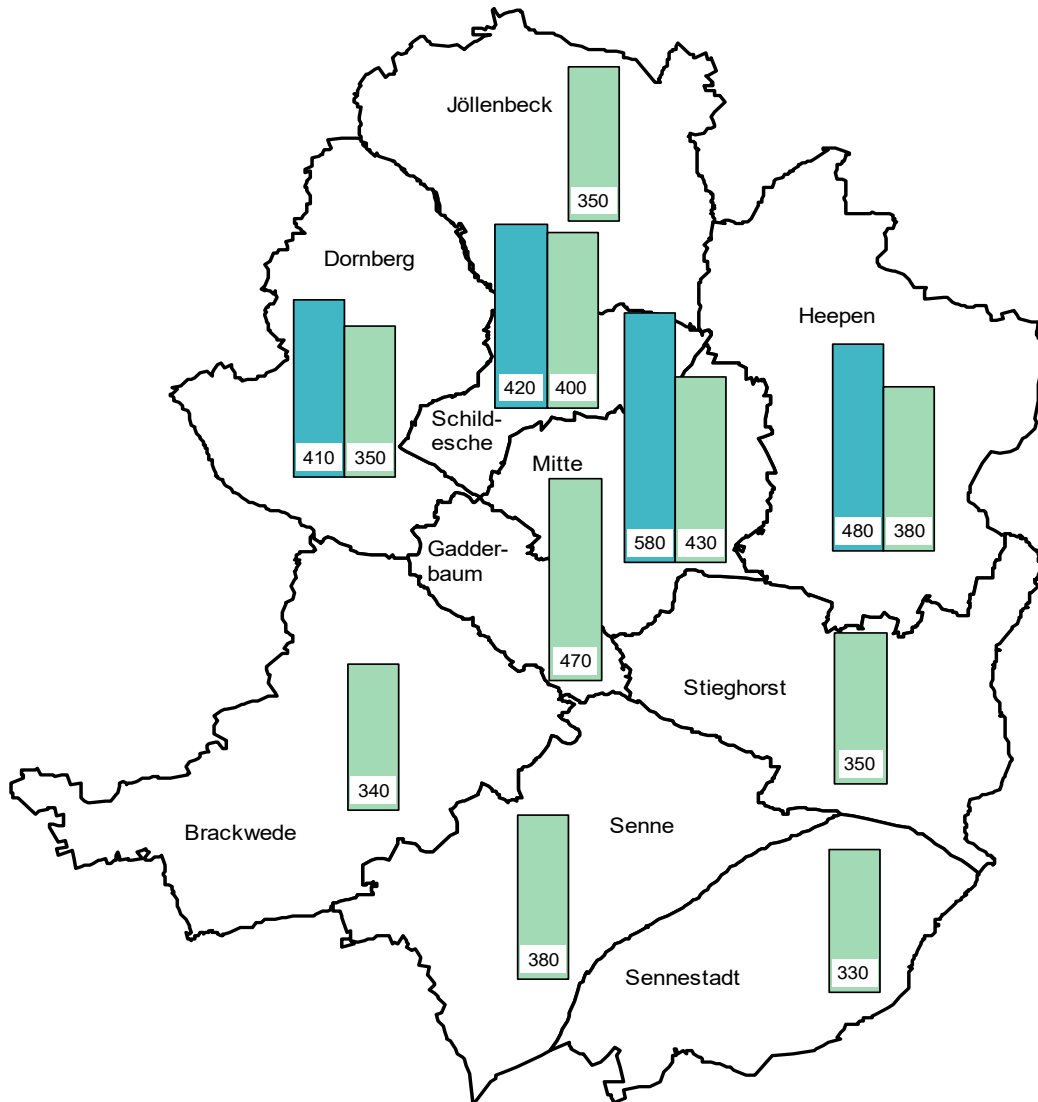 Jöllenbeck
350
Dornberg
410
350
420
400
Schild-
esche
Heepen
480
380
Mitte
580
430
Gadder-
baum
470
Stieghorst
350
340
Brackwede
Senne
380
Sennestadt
330